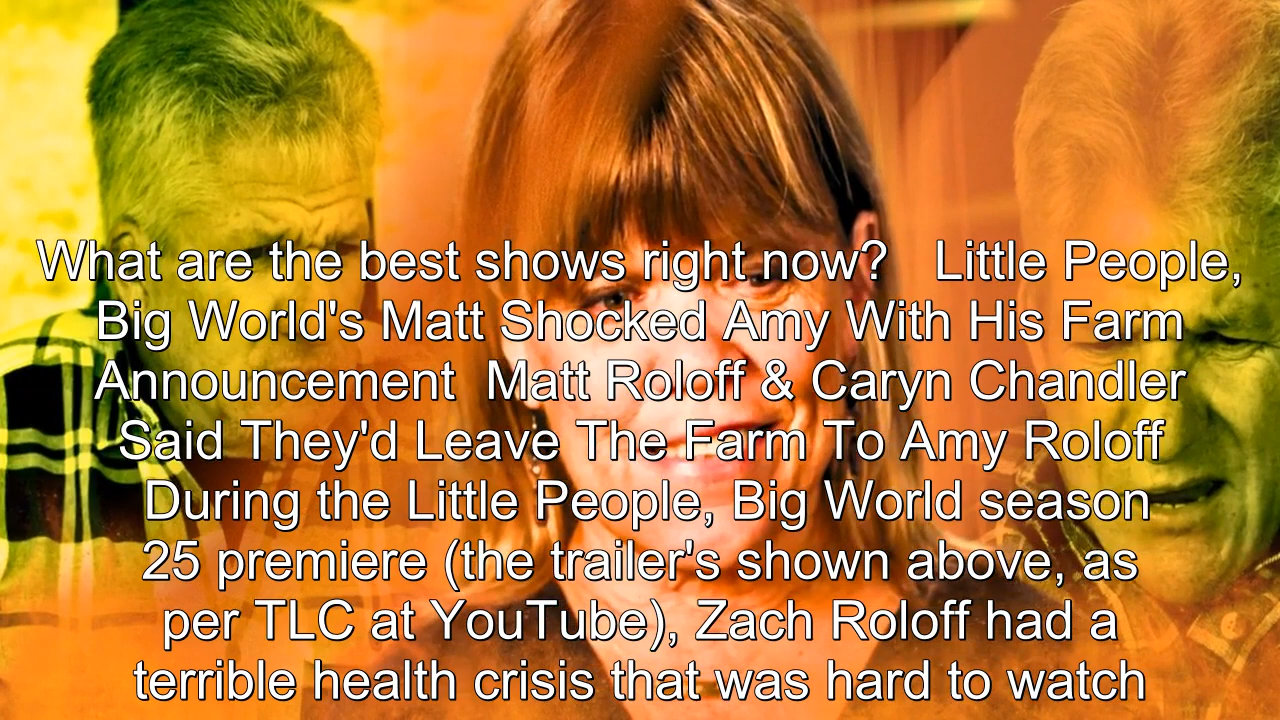 What are the best shows right now?   Little People,
Big World's Matt Shocked Amy With His Farm
Announcement  Matt Roloff & Caryn Chandler
Said They'd Leave The Farm To Amy Roloff
During the Little People, Big World season
25 premiere (the trailer's shown above, as
per TLC at YouTube), Zach Roloff had a
terrible health crisis that was hard to watch